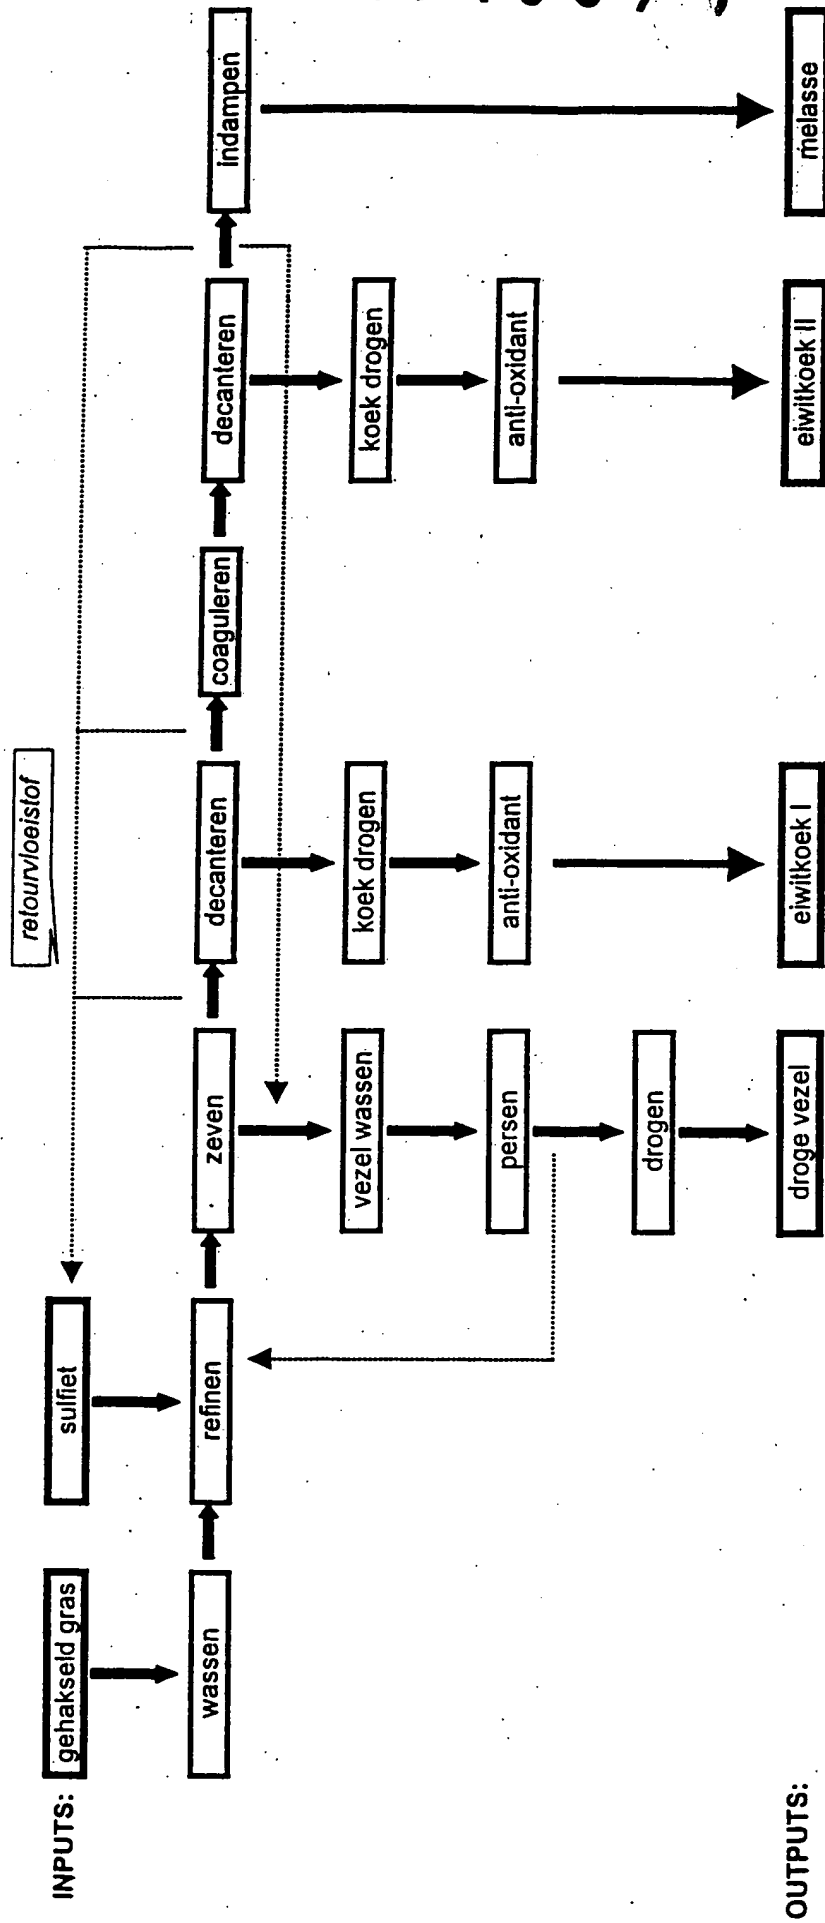 retourvloeistof
INPUTS:
gehakseld gras
sulfiet
wassen
refinen
zeven
decanteren
coaguleren
decanteren
indampen
vezel wassen
koek drogen
koek drogen
persen
anti-oxidant
anti-oxidant
drogen
OUTPUTS:
droge vezel
eiwitkoek I
eiwitkoek II
melasse